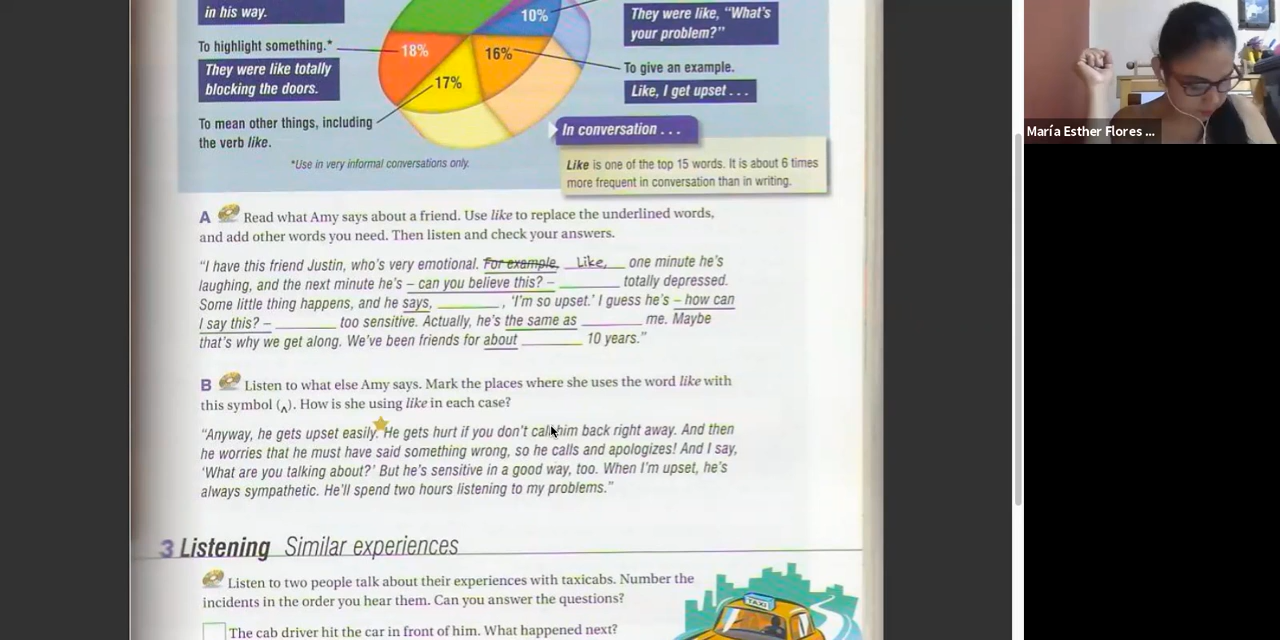 in his way.
10%
They were like, "What's
your problem?"
To highlight something.*
18%
16%
They were like totally
blocking the doors.
To give an example.
17%
Like, I get upset . . .
To mean other things, including
the verb like.
In conversation . . .
*Use in very informal conversations only.
Like is one of the top 15 words. It is about 6 times
more frequent in conversation than in writing.
María Esther Flores ...
A Read what Amy says about a friend. Use like to replace the underlined words,
and add other words you need. Then listen and check your answers.
"I have this friend Justin, who's very emotional. For example, Like, one minute he's
laughing, and the next minute he's – can you believe this? – ________ totally depressed.
Some little thing happens, and he says, ________, 'I'm so upset.' I guess he's – how can
I say this? – ________ too sensitive. Actually, he's the same as ________ me. Maybe
that's why we get along. We've been friends for about ________ 10 years."
B Listen to what else Amy says. Mark the places where she uses the word like with
this symbol (^). How is she using like in each case?
"Anyway, he gets upset easily. He gets hurt if you don't call him back right away. And then
he worries that he must have said something wrong, so he calls and apologizes! And I say,
'What are you talking about?' But he's sensitive in a good way, too. When I'm upset, he's
always sympathetic. He'll spend two hours listening to my problems."
3 Listening Similar experiences
Listen to two people talk about their experiences with taxicabs. Number the
incidents in the order you hear them. Can you answer the questions?
TAXI
The cab driver hit the car in front of him. What happened next?